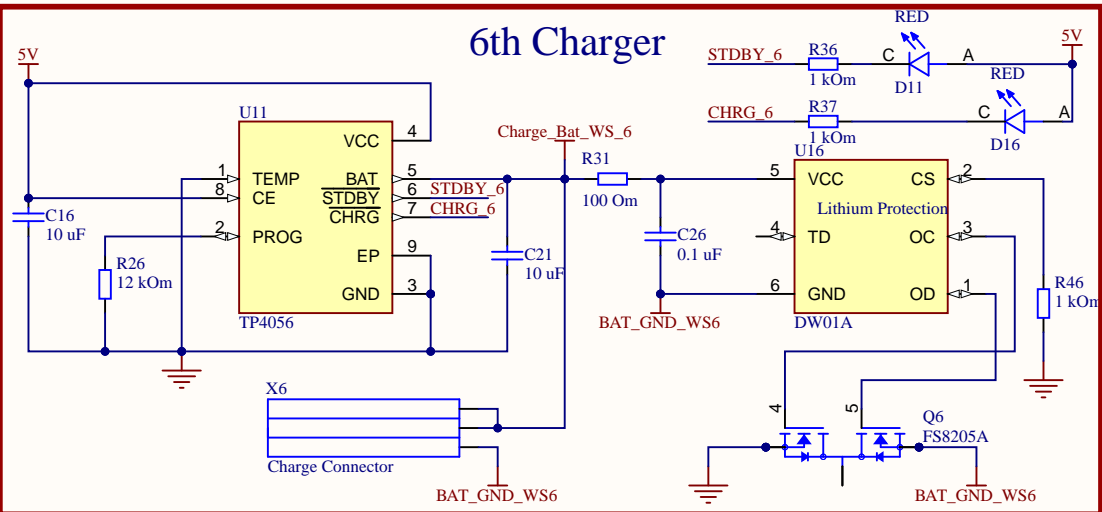 6th Charger
5V
U11
1
TEMP
8
CE
2
PROG
VCC
4
BAT
5
STDBY
6
STDBY_6
CHRG
7
CHRG_6
EP
9
GND
3
TP4056
C16
10 uF
R26
12 kOm
C21
10 uF
Charge_Bat_WS_6
R31
100 Om
C26
0.1 uF
BAT_GND_WS6
STDBY_6
R36
1 kOm
C
A
RED
D11
5V
CHRG_6
R37
1 kOm
C
A
RED
D16
U16
5
VCC
4
TD
6
GND
CS
2
Lithium Protection
OC
3
OD
1
DW01A
R46
1 kOm
X6
Charge Connector
BAT_GND_WS6
4
5
Q6
FS8205A
BAT_GND_WS6